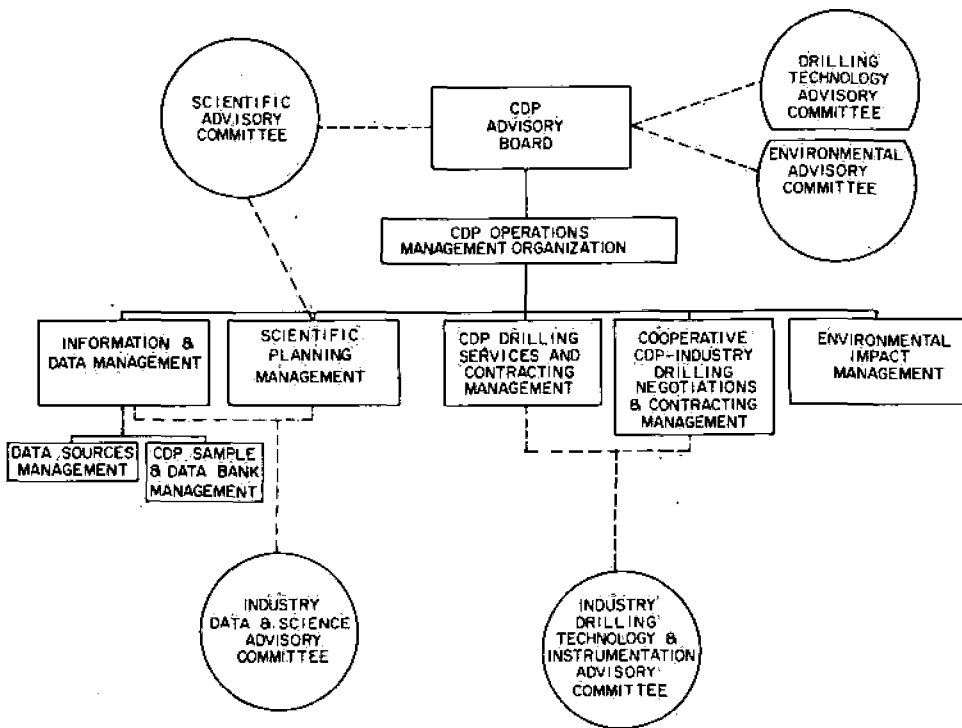 SCIENTIFIC
ADVISORY
COMMITTEE
CDP
ADVISORY
BOARD
DRILLING
TECHNOLOGY
ADVISORY
COMMITTEE
ENVIRONMENTAL
ADVISORY
COMMITTEE
CDP OPERATIONS
MANAGEMENT ORGANIZATION
INFORMATION &
DATA MANAGEMENT
SCIENTIFIC
PLANNING
MANAGEMENT
CDP DRILLING
SERVICES AND
CONTRACTING
MANAGEMENT
COOPERATIVE
CDP-INDUSTRY
DRILLING
NEGOTIATIONS
& CONTRACTING
MANAGEMENT
ENVIRONMENTAL
IMPACT
MANAGEMENT
DATA SOURCES
MANAGEMENT
CDP SAMPLE
& DATA BANK
MANAGEMENT
INDUSTRY
DATA & SCIENCE
ADVISORY
COMMITTEE
INDUSTRY
DRILLING
TECHNOLOGY &
INSTRUMENTATION
ADVISORY
COMMITTEE